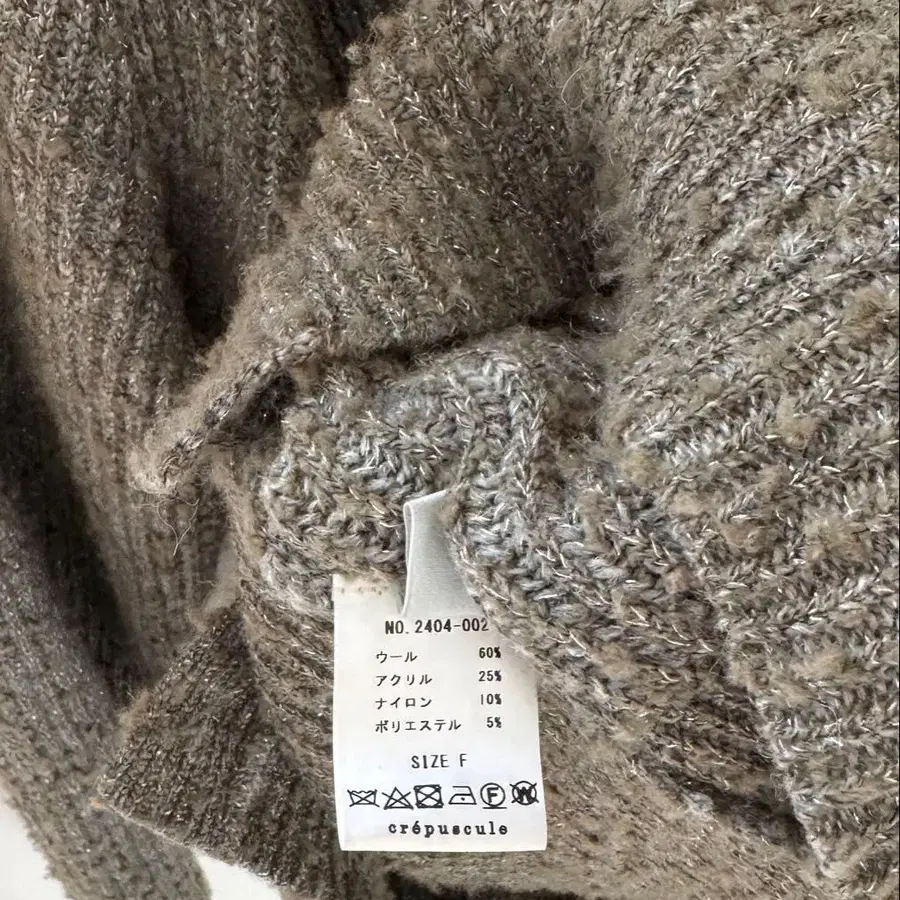 NO. 2404-002
ウール 60%
アクリル 25%
ナイロン 10%
ポリエステル 5%
SIZE F
F W
crépuscule